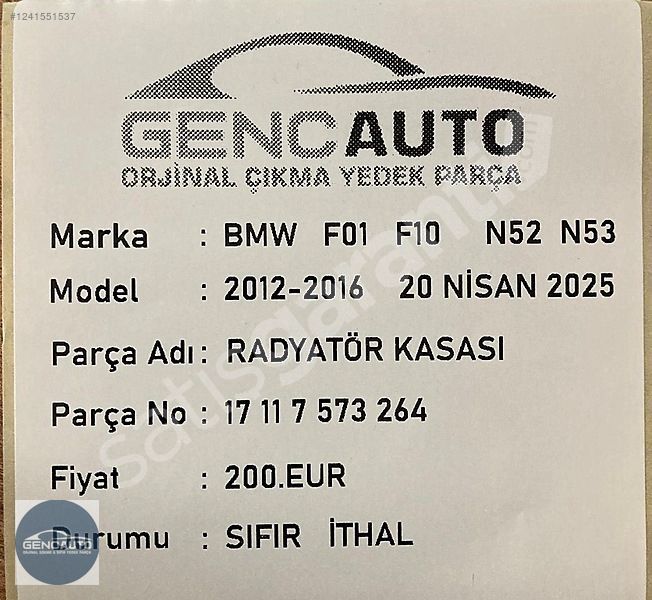 #1241551537
GENCAUTO
ORJİNAL ÇIKMA YEDEK PARÇA
Marka : BMW F01 F10 N52 N53
Model : 2012-2016 20 NİSAN 2025
Parça Adı : RADYATÖR KASASI
Parça No : 17 11 7 573 264
Fiyat : 200.EUR
Durumu : SIFIR İTHAL
GENCAUTO